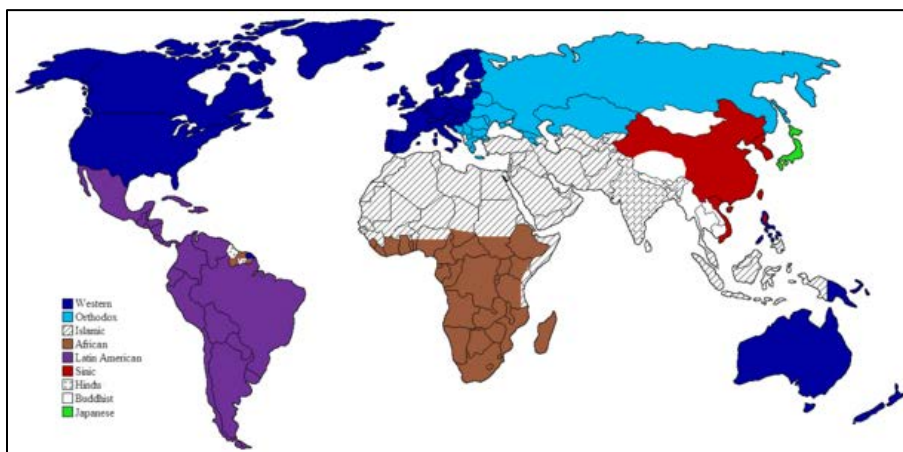 Western
Orthodox
Islamic
African
Latin American
Sinic
Hindu
Buddhist
Japanese